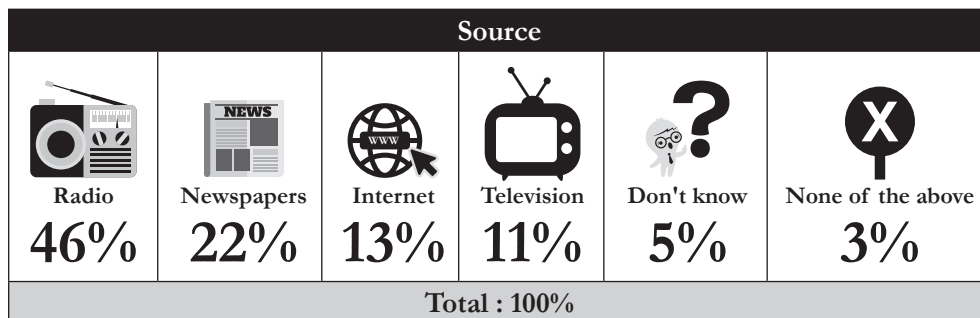 Source
NEWS
WWW
X
Radio
Newspapers
Internet
Television
Don't know
None of the above
46%
22%
13%
11%
5%
3%
Total : 100%